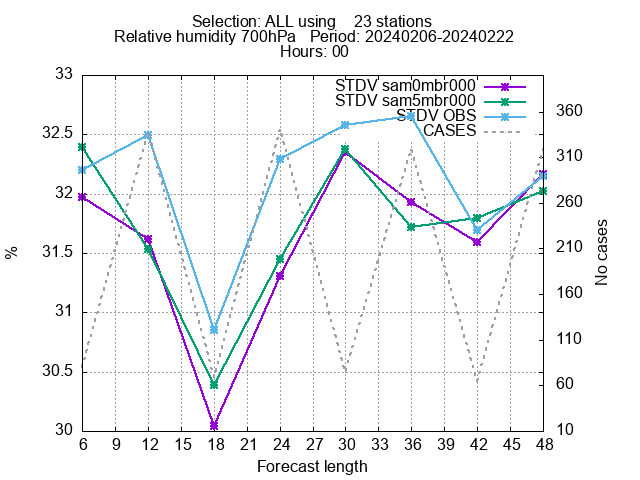 Selection: ALL using    23 stations
Relative humidity 700hPa   Period: 20240206-20240222
Hours: 00
33
32.5
32
31.5
31
30.5
30
%
STDV sam0mbr000
STDV sam5mbr000
STDV OBS
CASES
360
310
260
210
160
110
60
10
No cases
6 9 12 15 18 21 24 27 30 33 36 39 42 45 48
Forecast length